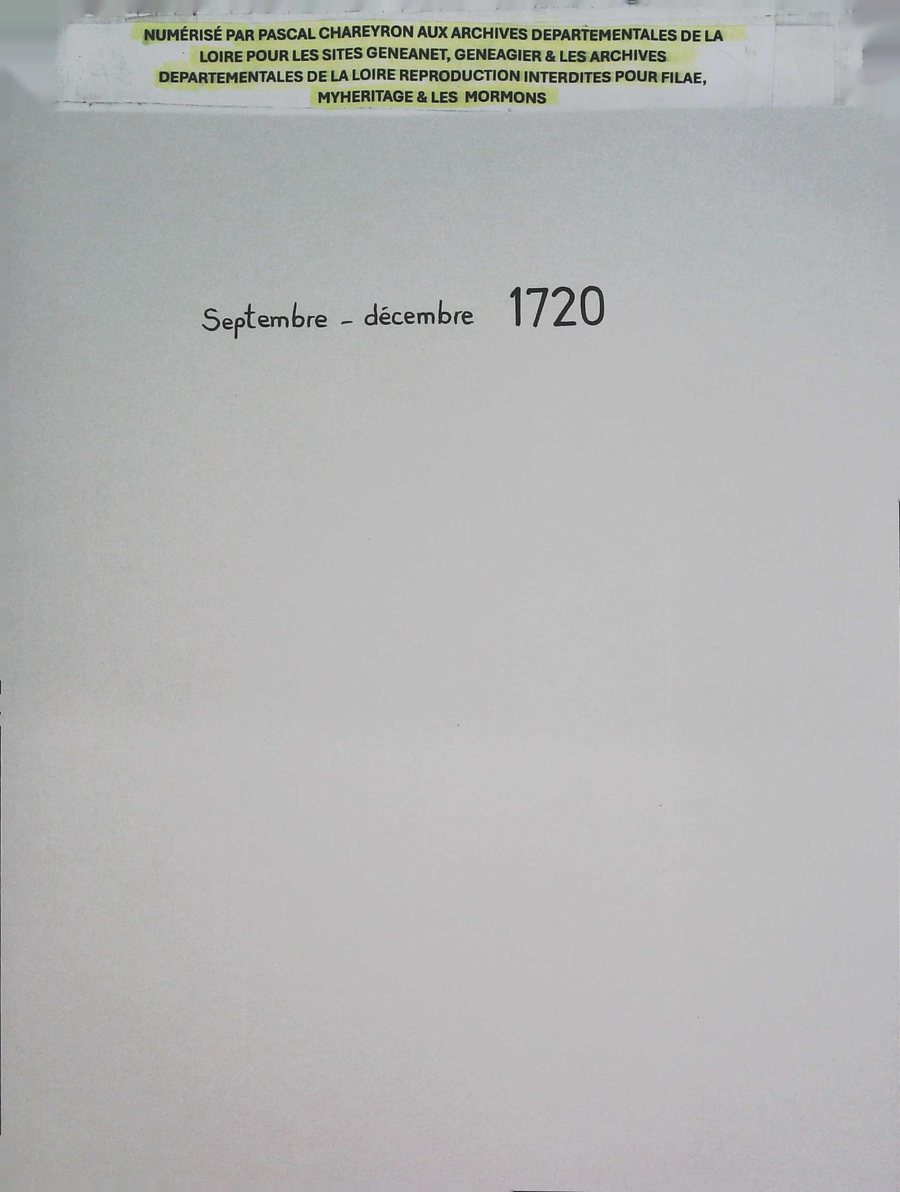 NUMÉRISÉ PAR PASCAL CHAREYRON AUX ARCHIVES DEPARTEMENTALES DE LA
LOIRE POUR LES SITES GENEANET, GENEAGIER & LES ARCHIVES
DEPARTEMENTALES DE LA LOIRE REPRODUCTION INTERDITES POUR FILAE,
MYHERITAGE & LES MORMONS
Septembre - décembre 1720